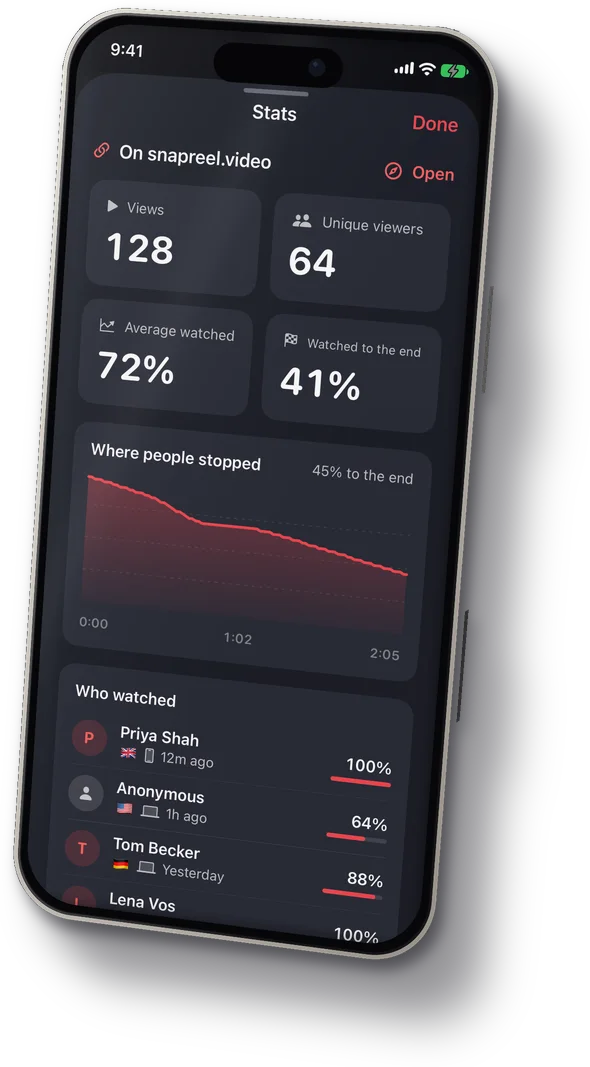 9:41
Stats
Done
On snapreel.video
Open
Views
128
Unique viewers
64
Average watched
72%
Watched to the end
41%
Where people stopped
45% to the end
0:00
1:02
2:05
Who watched
P
Priya Shah
12m ago
100%
Anonymous
1h ago
64%
T
Tom Becker
Yesterday
88%
L
Lena Vos
100%